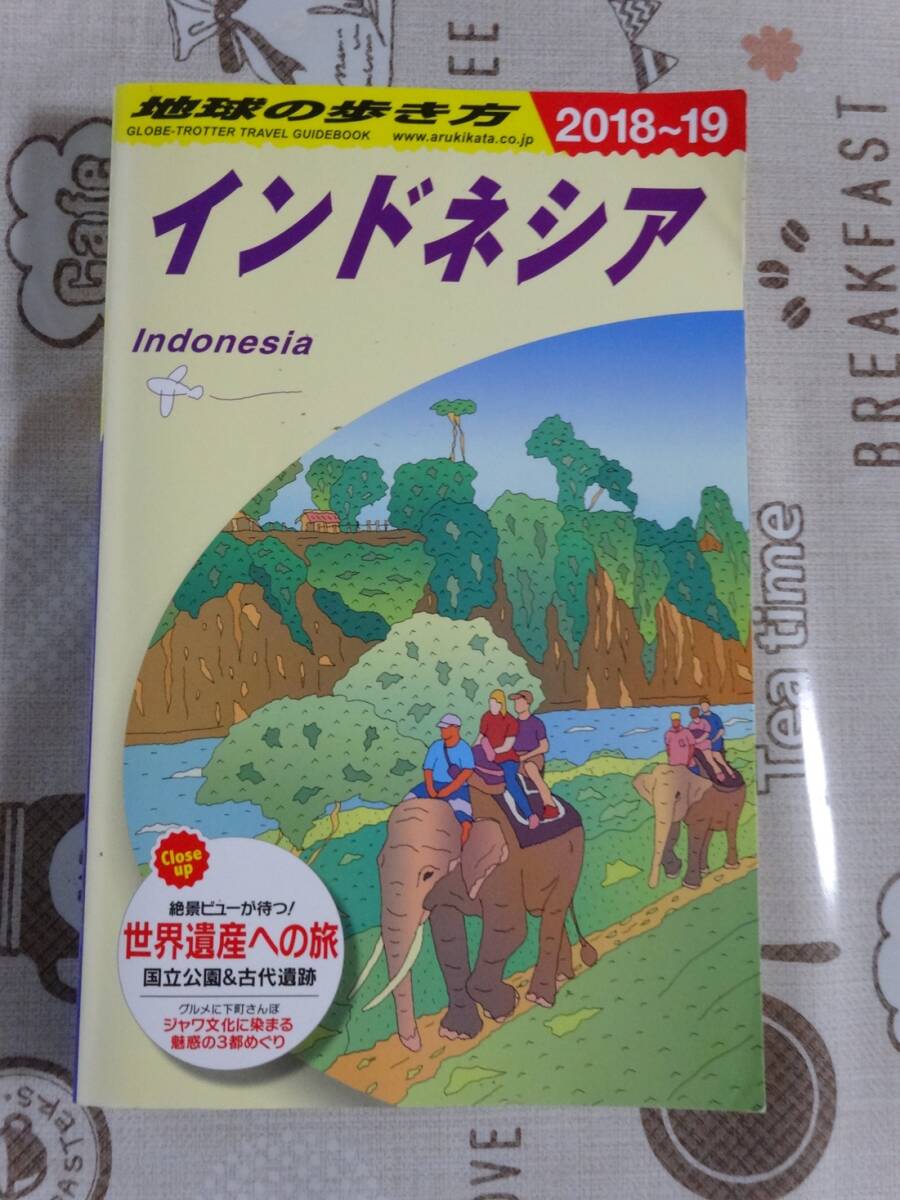 地球の歩き方
GLOBE-TROTTER TRAVEL GUIDEBOOK
www.arukikata.co.jp
2018~19
インドネシア
Indonesia
Close up
絶景ビューが待つ!
世界遺産への旅
国立公園&古代遺跡
グルメに下町さんぽ
ジャワ文化に染まる
魅惑の3都めぐり
Cafe
BREAKFAST
Tea time